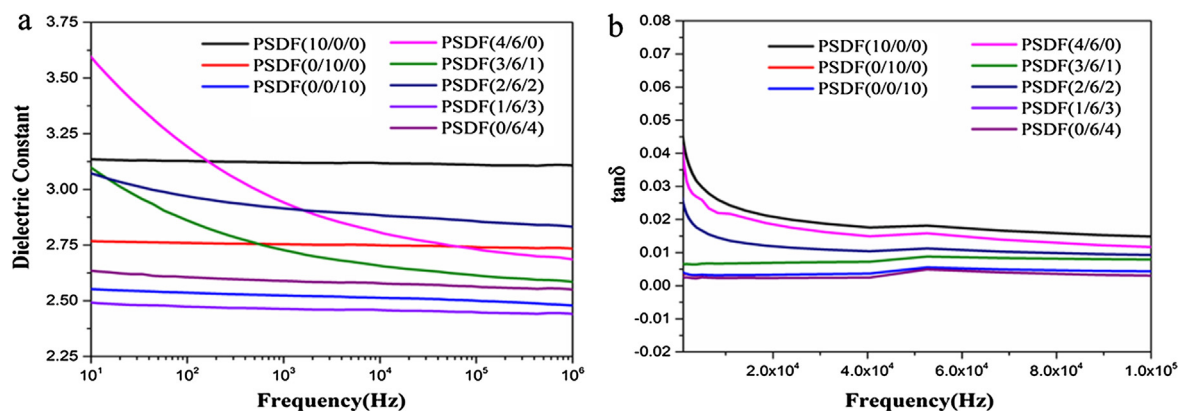 a
3.75
3.50
3.25
3.00
2.75
2.50
2.25
Dielectric Constant
PSDF(10/0/0)
PSDF(0/10/0)
PSDF(0/0/10)
PSDF(4/6/0)
PSDF(3/6/1)
PSDF(2/6/2)
PSDF(1/6/3)
PSDF(0/6/4)
10¹ 10² 10³ 10⁴ 10⁵ 10⁶
Frequency(Hz)
b
0.08
0.07
0.06
0.05
0.04
0.03
0.02
0.01
0.00
-0.01
-0.02
tanδ
PSDF(10/0/0)
PSDF(0/10/0)
PSDF(0/0/10)
PSDF(4/6/0)
PSDF(3/6/1)
PSDF(2/6/2)
PSDF(1/6/3)
PSDF(0/6/4)
2.0x10⁴ 4.0x10⁴ 6.0x10⁴ 8.0x10⁴ 1.0x10⁵
Frequency(Hz)